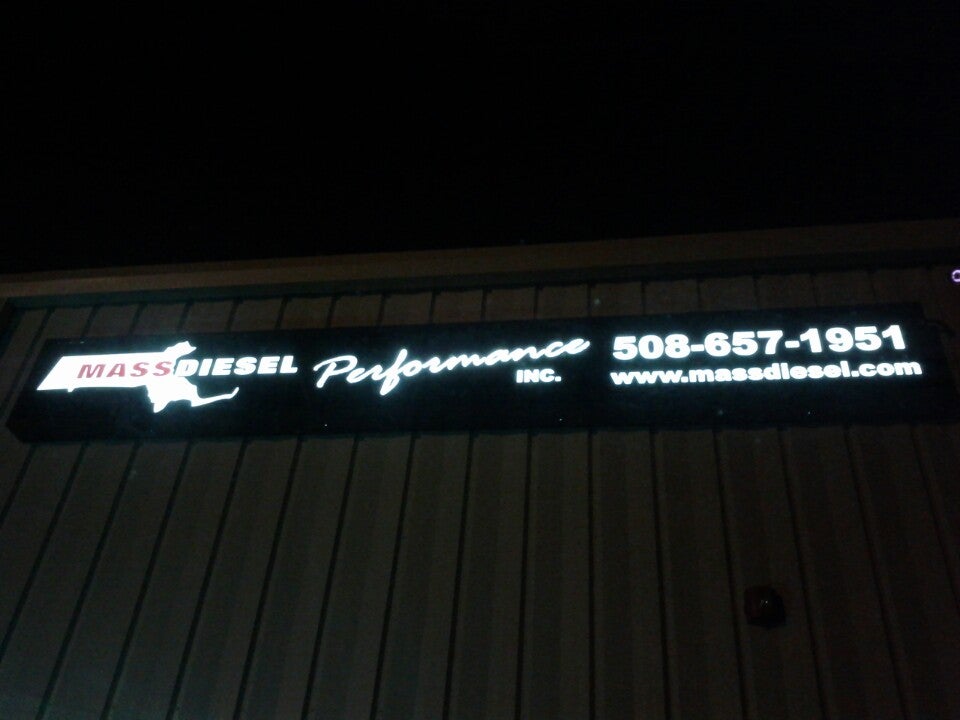 MASSDIESEL Performance INC.
508-657-1951
www.massdiesel.com